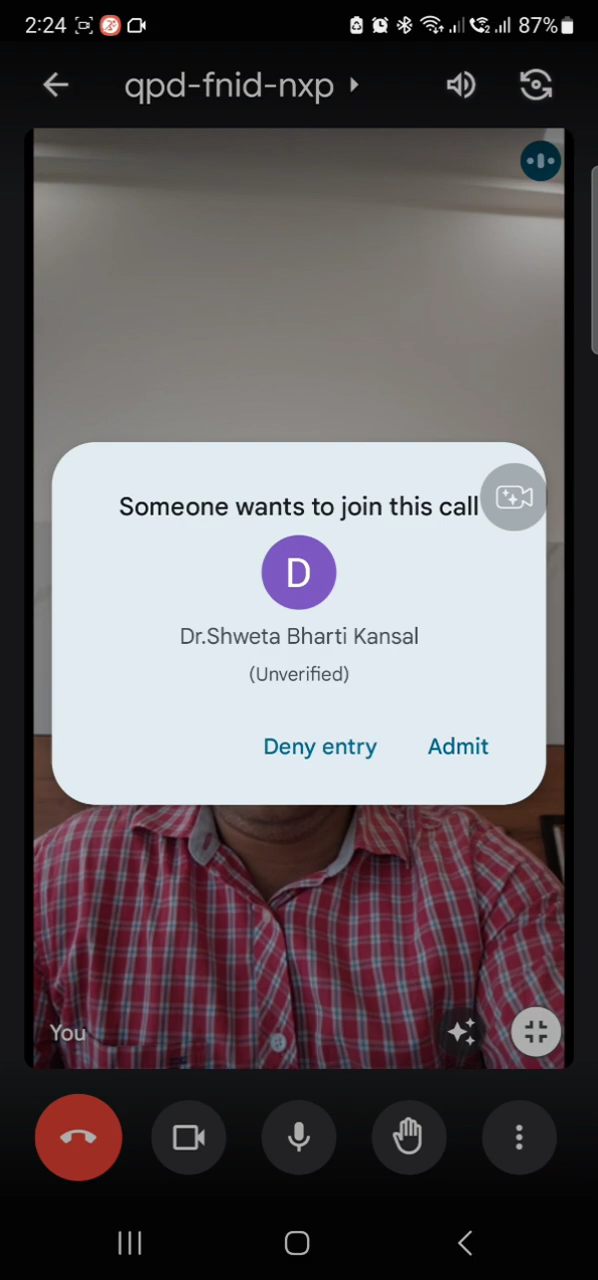 2:24 87%
qpd-fnid-nxp
Someone wants to join this call
D
Dr.Shweta Bharti Kansal
(Unverified)
Deny entry Admit
You